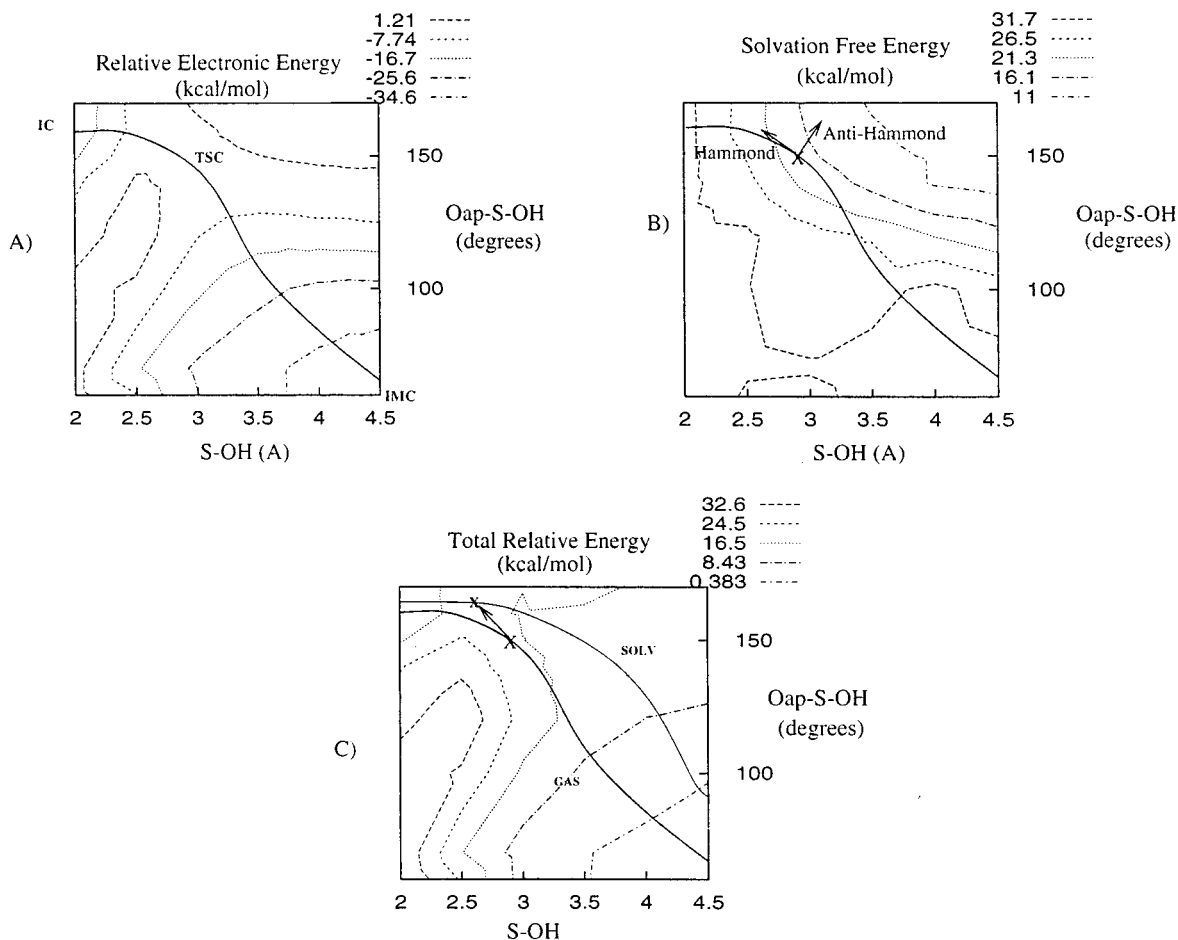 1.21
-7.74
-16.7
-25.6
-34.6
Relative Electronic Energy
(kcal/mol)
IC
TSC
IMC
150
100
Oap-S-OH
(degrees)
A)
2 2.5 3 3.5 4 4.5
S-OH (A)
31.7
26.5
21.3
16.1
11
Solvation Free Energy
(kcal/mol)
Hammond
Anti-Hammond
X
150
100
Oap-S-OH
(degrees)
B)
2 2.5 3 3.5 4 4.5
S-OH (A)
32.6
24.5
16.5
8.43
0.383
Total Relative Energy
(kcal/mol)
X
X
SOLV
GAS
150
100
Oap-S-OH
(degrees)
C)
2 2.5 3 3.5 4 4.5
S-OH